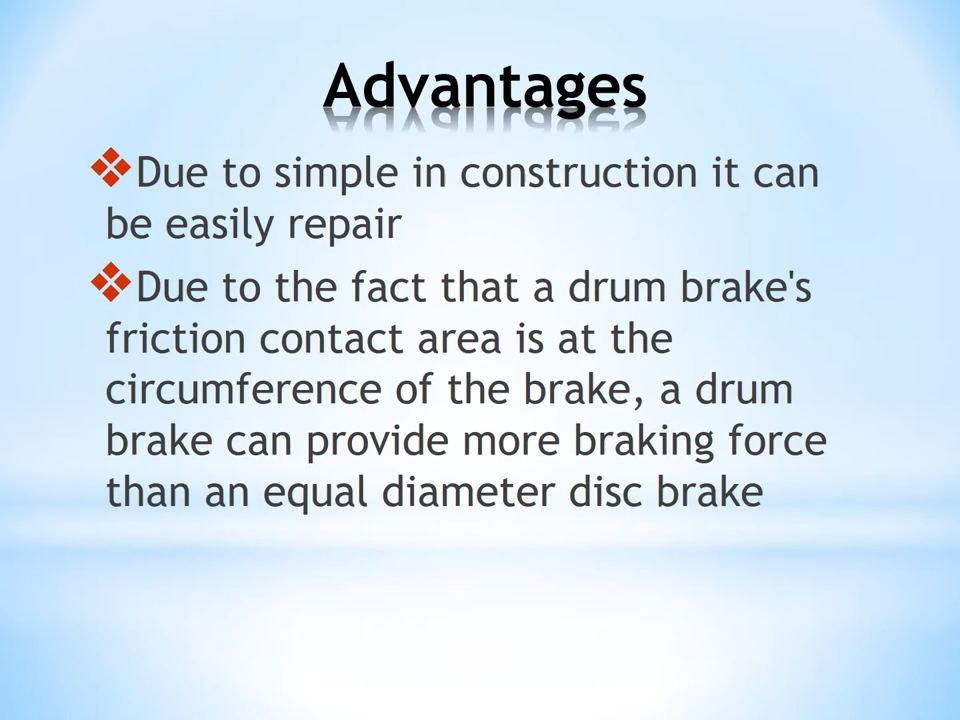 Advantages
❖Due to simple in construction it can
be easily repair
❖Due to the fact that a drum brake's
friction contact area is at the
circumference of the brake, a drum
brake can provide more braking force
than an equal diameter disc brake